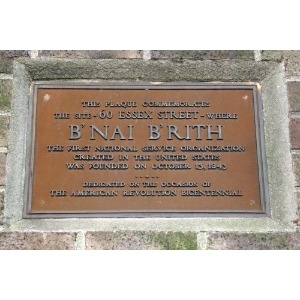 THIS PLAQUE COMMEMORATES
THE SITE - 60 ESSEX STREET - WHERE
B'NAI B'RITH
THE FIRST NATIONAL SERVICE ORGANIZATION
CREATED IN THE UNITED STATES
WAS FOUNDED ON OCTOBER 13, 1843
DEDICATED ON THE OCCASION OF
THE AMERICAN REVOLUTION BICENTENNIAL